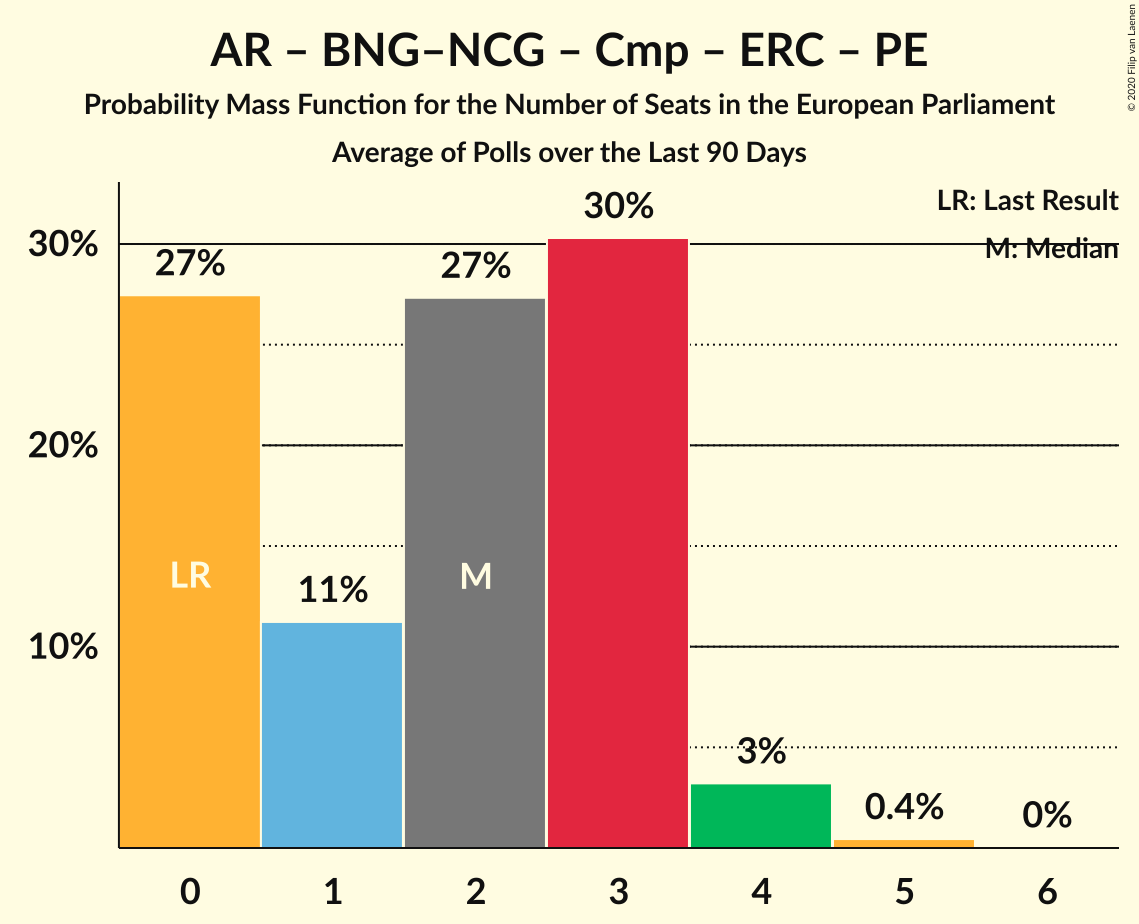 AR – BNG–NCG – Cmp – ERC – PE
Probability Mass Function for the Number of Seats in the European Parliament
Average of Polls over the Last 90 Days
© 2020 Filip van Laenen
LR: Last Result
M: Median
30%
20%
10%
27%
11%
27%
30%
3%
0.4%
0%
LR
M
0
1
2
3
4
5
6